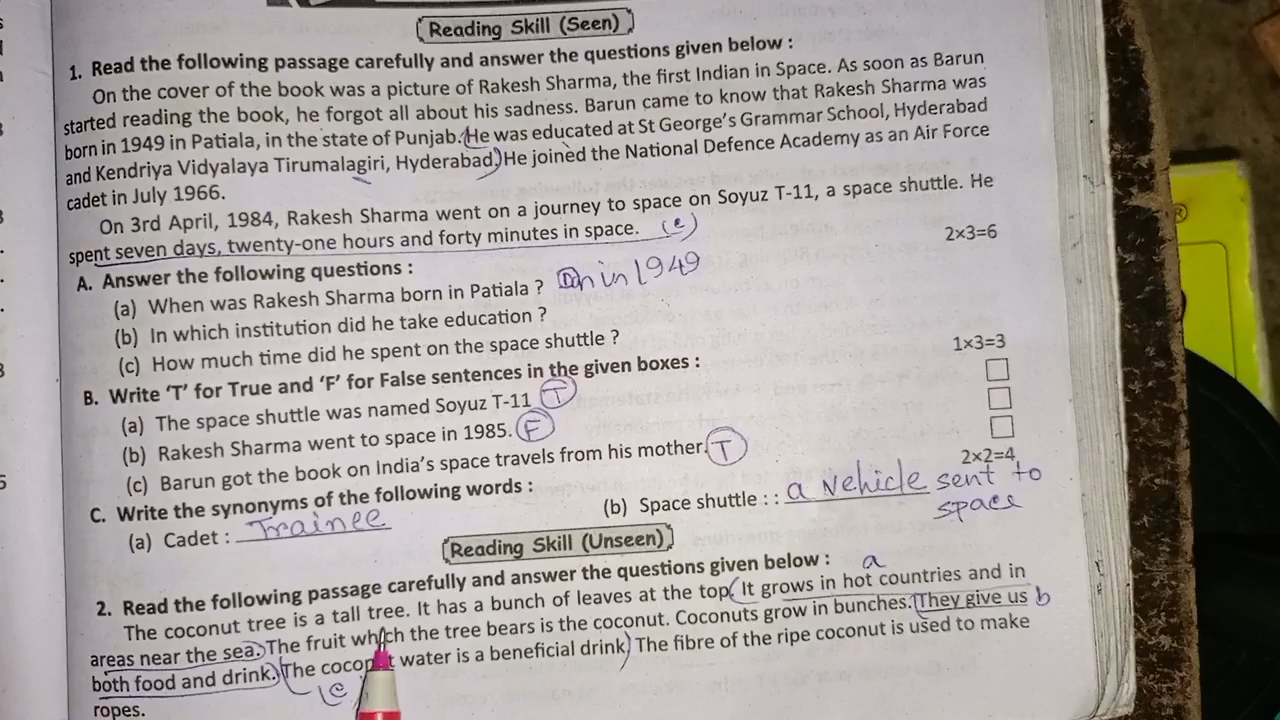 Reading Skill (Seen)
1. Read the following passage carefully and answer the questions given below :
On the cover of the book was a picture of Rakesh Sharma, the first Indian in Space. As soon as Barun
started reading the book, he forgot all about his sadness. Barun came to know that Rakesh Sharma was
born in 1949 in Patiala, in the state of Punjab. He was educated at St George's Grammar School, Hyderabad
and Kendriya Vidyalaya Tirumalagiri, Hyderabad. He joined the National Defence Academy as an Air Force
cadet in July 1966.
On 3rd April, 1984, Rakesh Sharma went on a journey to space on Soyuz T-11, a space shuttle. He
spent seven days, twenty-one hours and forty minutes in space. (c)
A. Answer the following questions : 2×3=6
(a) When was Rakesh Sharma born in Patiala ? in 1949
(b) In which institution did he take education ?
(c) How much time did he spent on the space shuttle ?
B. Write 'T' for True and 'F' for False sentences in the given boxes : 1×3=3
(a) The space shuttle was named Soyuz T-11 T
(b) Rakesh Sharma went to space in 1985. F
(c) Barun got the book on India's space travels from his mother. T
C. Write the synonyms of the following words : 2×2=4
(a) Cadet : Trainee (b) Space shuttle : : a vehicle sent to
space
Reading Skill (Unseen)
2. Read the following passage carefully and answer the questions given below : a
The coconut tree is a tall tree. It has a bunch of leaves at the top. It grows in hot countries and in
areas near the sea. The fruit which the tree bears is the coconut. Coconuts grow in bunches. They give us b
both food and drink. The coconut water is a beneficial drink. The fibre of the ripe coconut is used to make
(c
ropes.